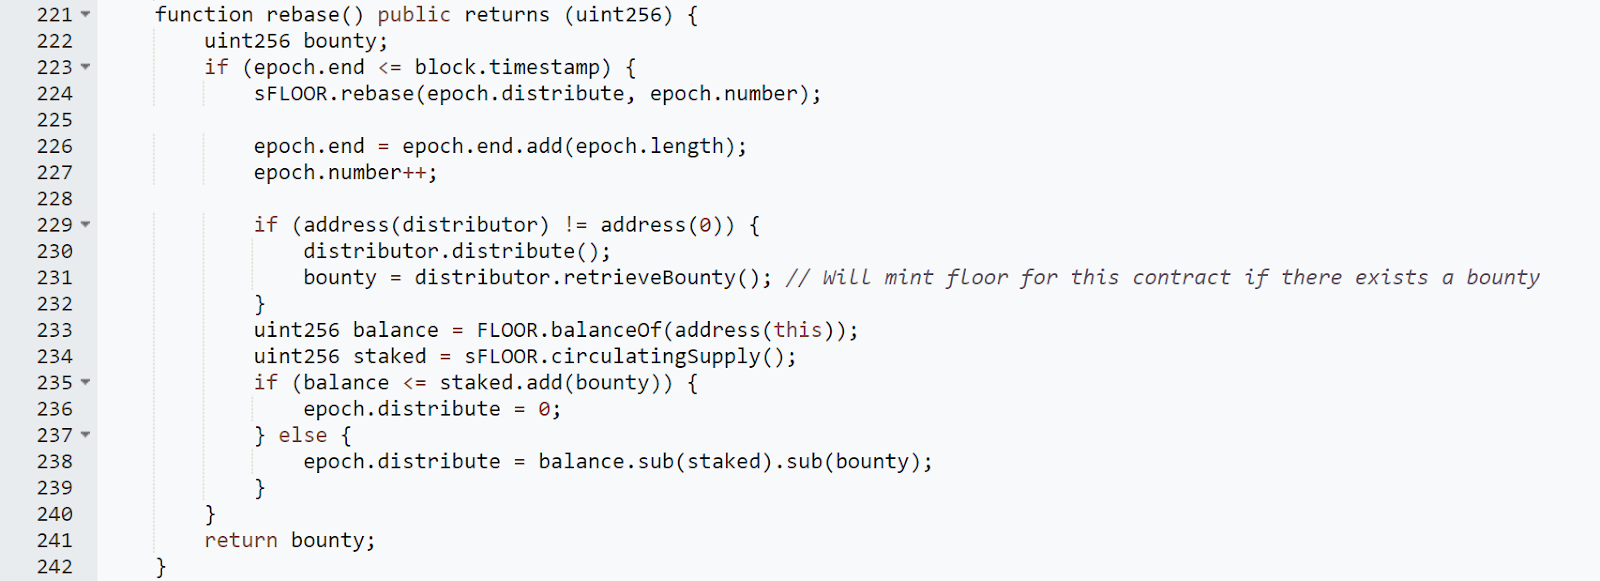 221 function rebase() public returns (uint256) {
222 uint256 bounty;
223 if (epoch.end <= block.timestamp) {
224 sFLOOR.rebase(epoch.distribute, epoch.number);
225
226 epoch.end = epoch.end.add(epoch.length);
227 epoch.number++;
228
229 if (address(distributor) != address(0)) {
230 distributor.distribute();
231 bounty = distributor.retrieveBounty(); // Will mint floor for this contract if there exists a bounty
232 }
233 uint256 balance = FLOOR.balanceOf(address(this));
234 uint256 staked = sFLOOR.circulatingSupply();
235 if (balance <= staked.add(bounty)) {
236 epoch.distribute = 0;
237 } else {
238 epoch.distribute = balance.sub(staked).sub(bounty);
239 }
240 }
241 return bounty;
242 }